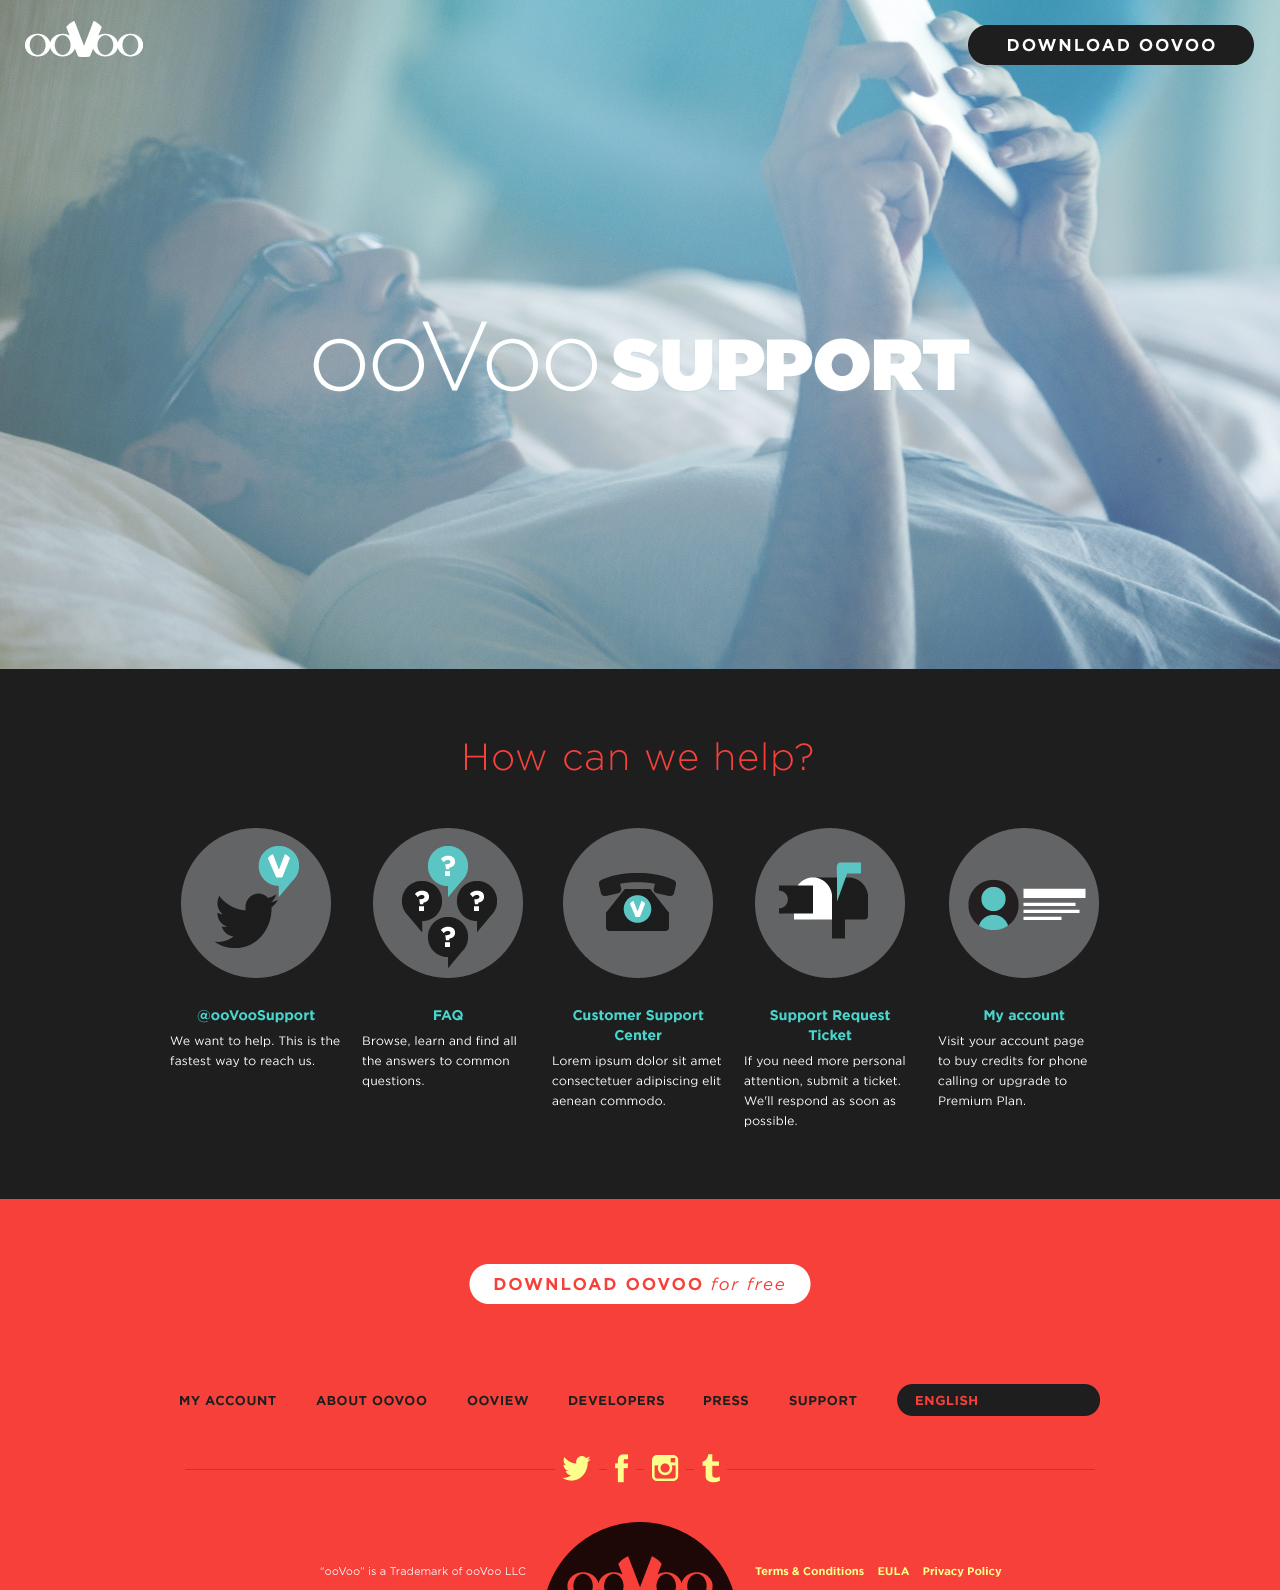 ooVoo
DOWNLOAD OOVOO
ooVoo SUPPORT
How can we help?
V
?
? ?
?
V
@ooVooSupport
We want to help. This is the
fastest way to reach us.
FAQ
Browse, learn and find all
the answers to common
questions.
Customer Support
Center
Lorem ipsum dolor sit amet
consectetuer adipiscing elit
aenean commodo.
Support Request
Ticket
If you need more personal
attention, submit a ticket.
We'll respond as soon as
possible.
My account
Visit your account page
to buy credits for phone
calling or upgrade to
Premium Plan.
DOWNLOAD OOVOO for free
MY ACCOUNT ABOUT OOVOO OOVIEW DEVELOPERS PRESS SUPPORT ENGLISH
"ooVoo" is a Trademark of ooVoo LLC
ooVoo
Terms & Conditions EULA Privacy Policy